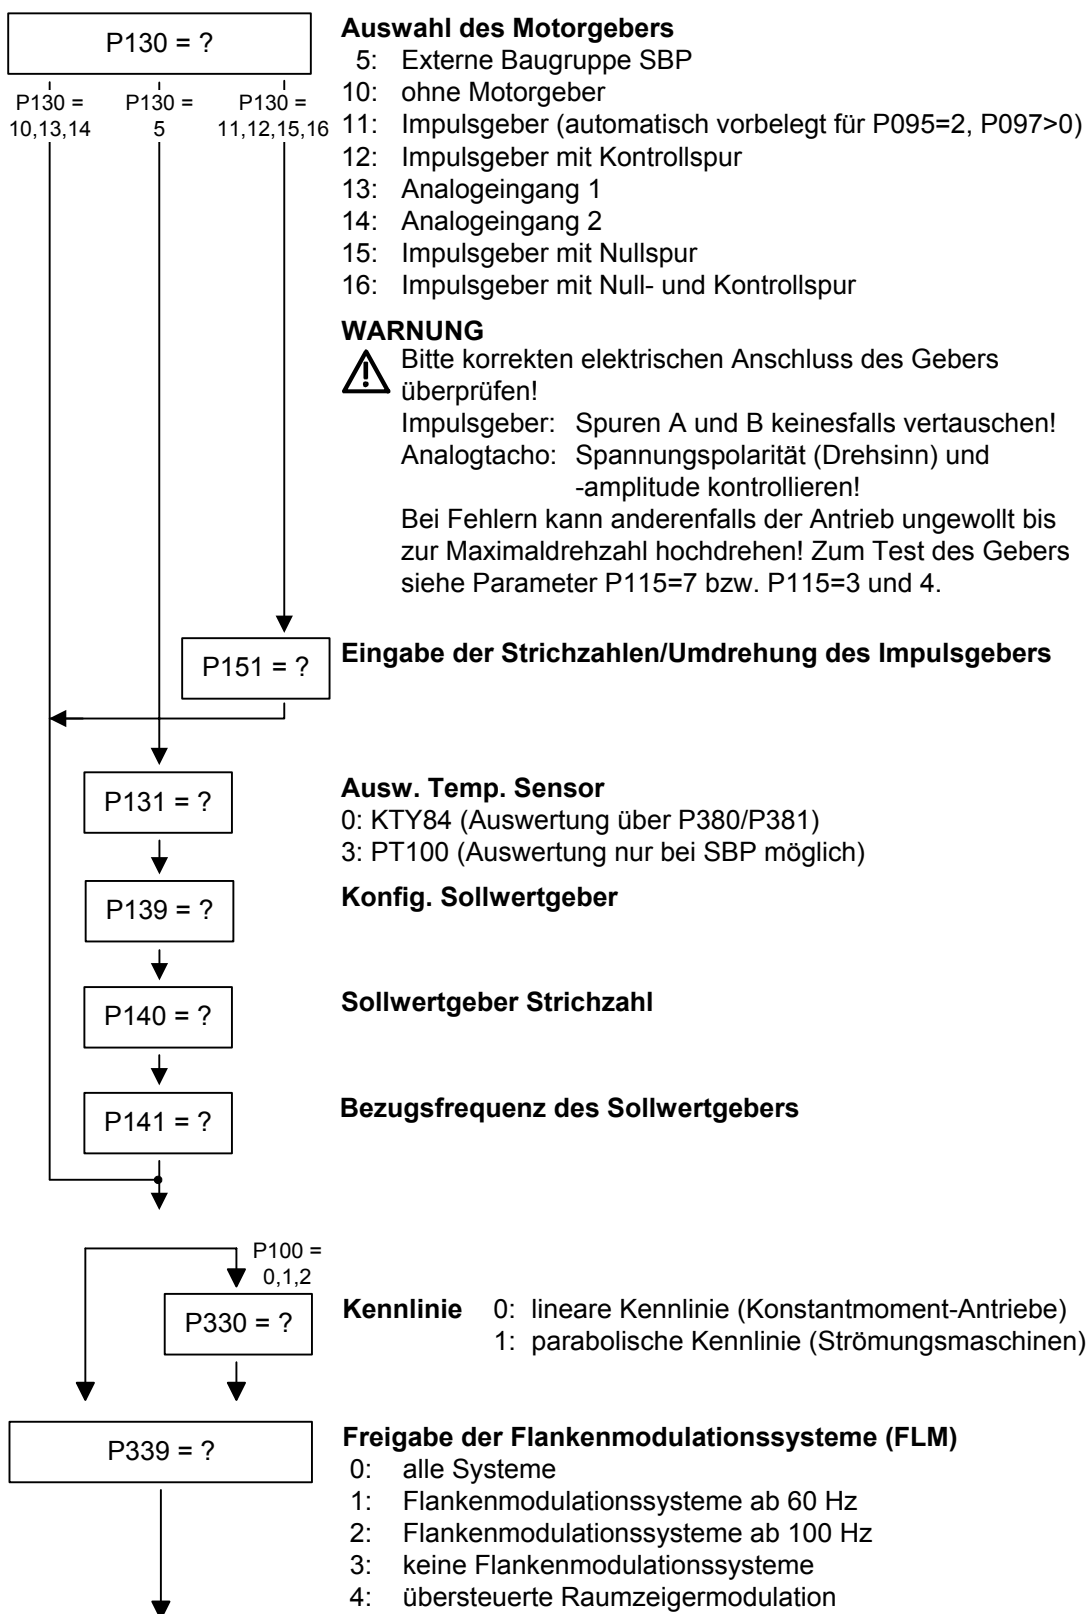 P130 = ?
P130 =
10,13,14
P130 =
5
P130 =
11,12,15,16
Auswahl des Motorgebers
5: Externe Baugruppe SBP
10: ohne Motorgeber
11: Impulsgeber (automatisch vorbelegt für P095=2, P097>0)
12: Impulsgeber mit Kontrollspur
13: Analogeingang 1
14: Analogeingang 2
15: Impulsgeber mit Nullspur
16: Impulsgeber mit Null- und Kontrollspur
WARNUNG
Bitte korrekten elektrischen Anschluss des Gebers
überprüfen!
Impulsgeber: Spuren A und B keinesfalls vertauschen!
Analogtacho: Spannungspolarität (Drehsinn) und
-amplitude kontrollieren!
Bei Fehlern kann anderenfalls der Antrieb ungewollt bis
zur Maximaldrehzahl hochdrehen! Zum Test des Gebers
siehe Parameter P115=7 bzw. P115=3 und 4.
P151 = ?
Eingabe der Strichzahlen/Umdrehung des Impulsgebers
P131 = ?
Ausw. Temp. Sensor
0: KTY84 (Auswertung über P380/P381)
3: PT100 (Auswertung nur bei SBP möglich)
P139 = ?
Konfig. Sollwertgeber
P140 = ?
Sollwertgeber Strichzahl
P141 = ?
Bezugsfrequenz des Sollwertgebers
P100 =
0,1,2
P330 = ?
Kennlinie 0: lineare Kennlinie (Konstantmoment-Antriebe)
1: parabolische Kennlinie (Strömungsmaschinen)
P339 = ?
Freigabe der Flankenmodulationssysteme (FLM)
0: alle Systeme
1: Flankenmodulationssysteme ab 60 Hz
2: Flankenmodulationssysteme ab 100 Hz
3: keine Flankenmodulationssysteme
4: übersteuerte Raumzeigermodulation